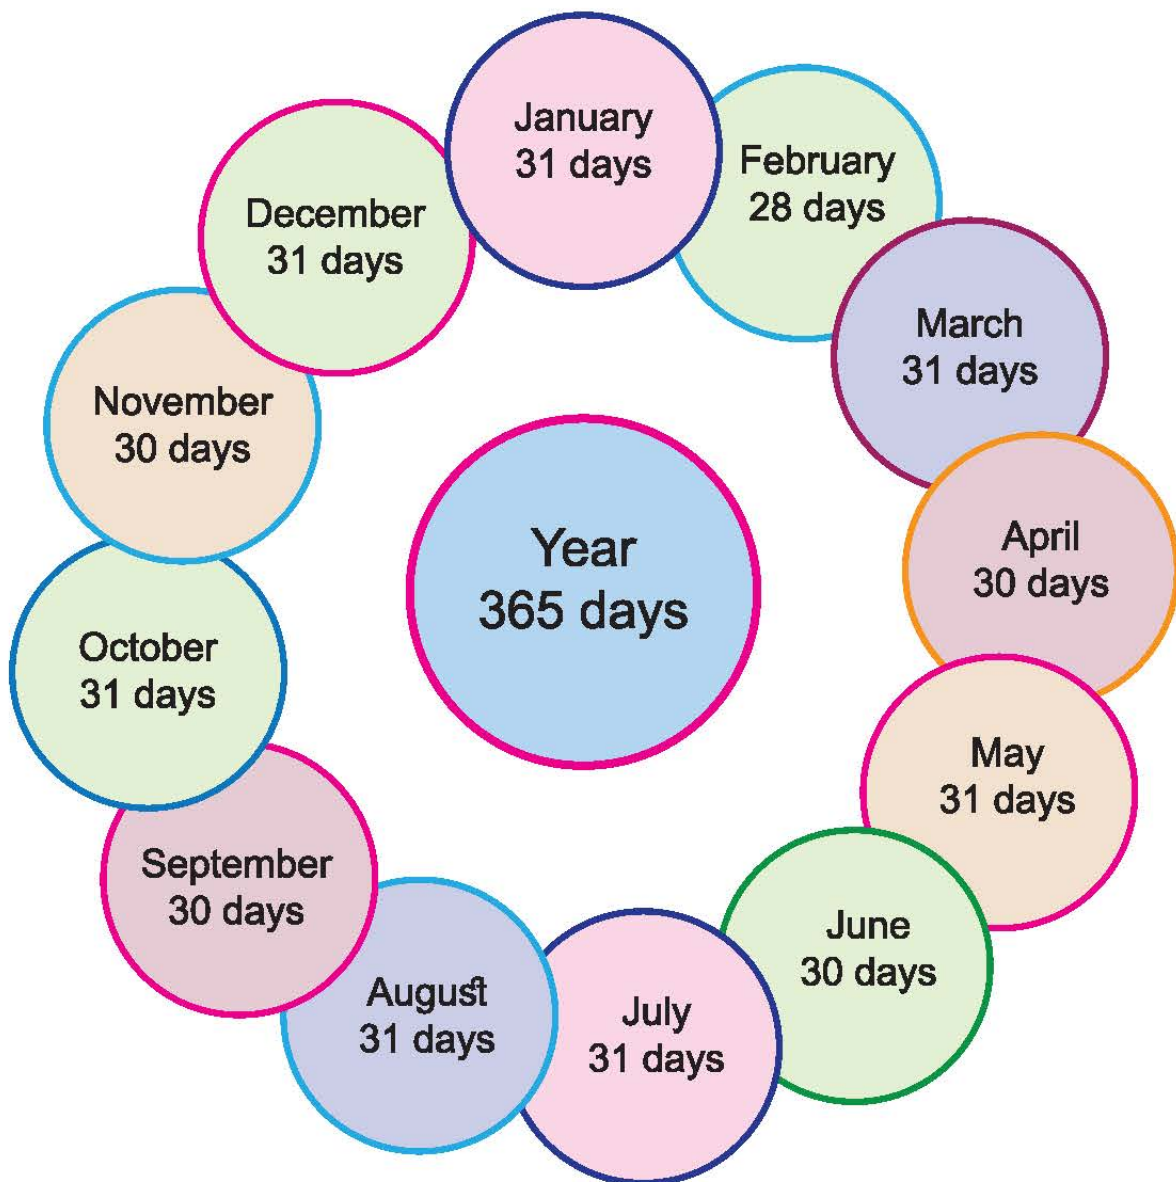 January
31 days
February
28 days
March
31 days
April
30 days
May
31 days
June
30 days
July
31 days
August
31 days
September
30 days
October
31 days
November
30 days
December
31 days
Year
365 days